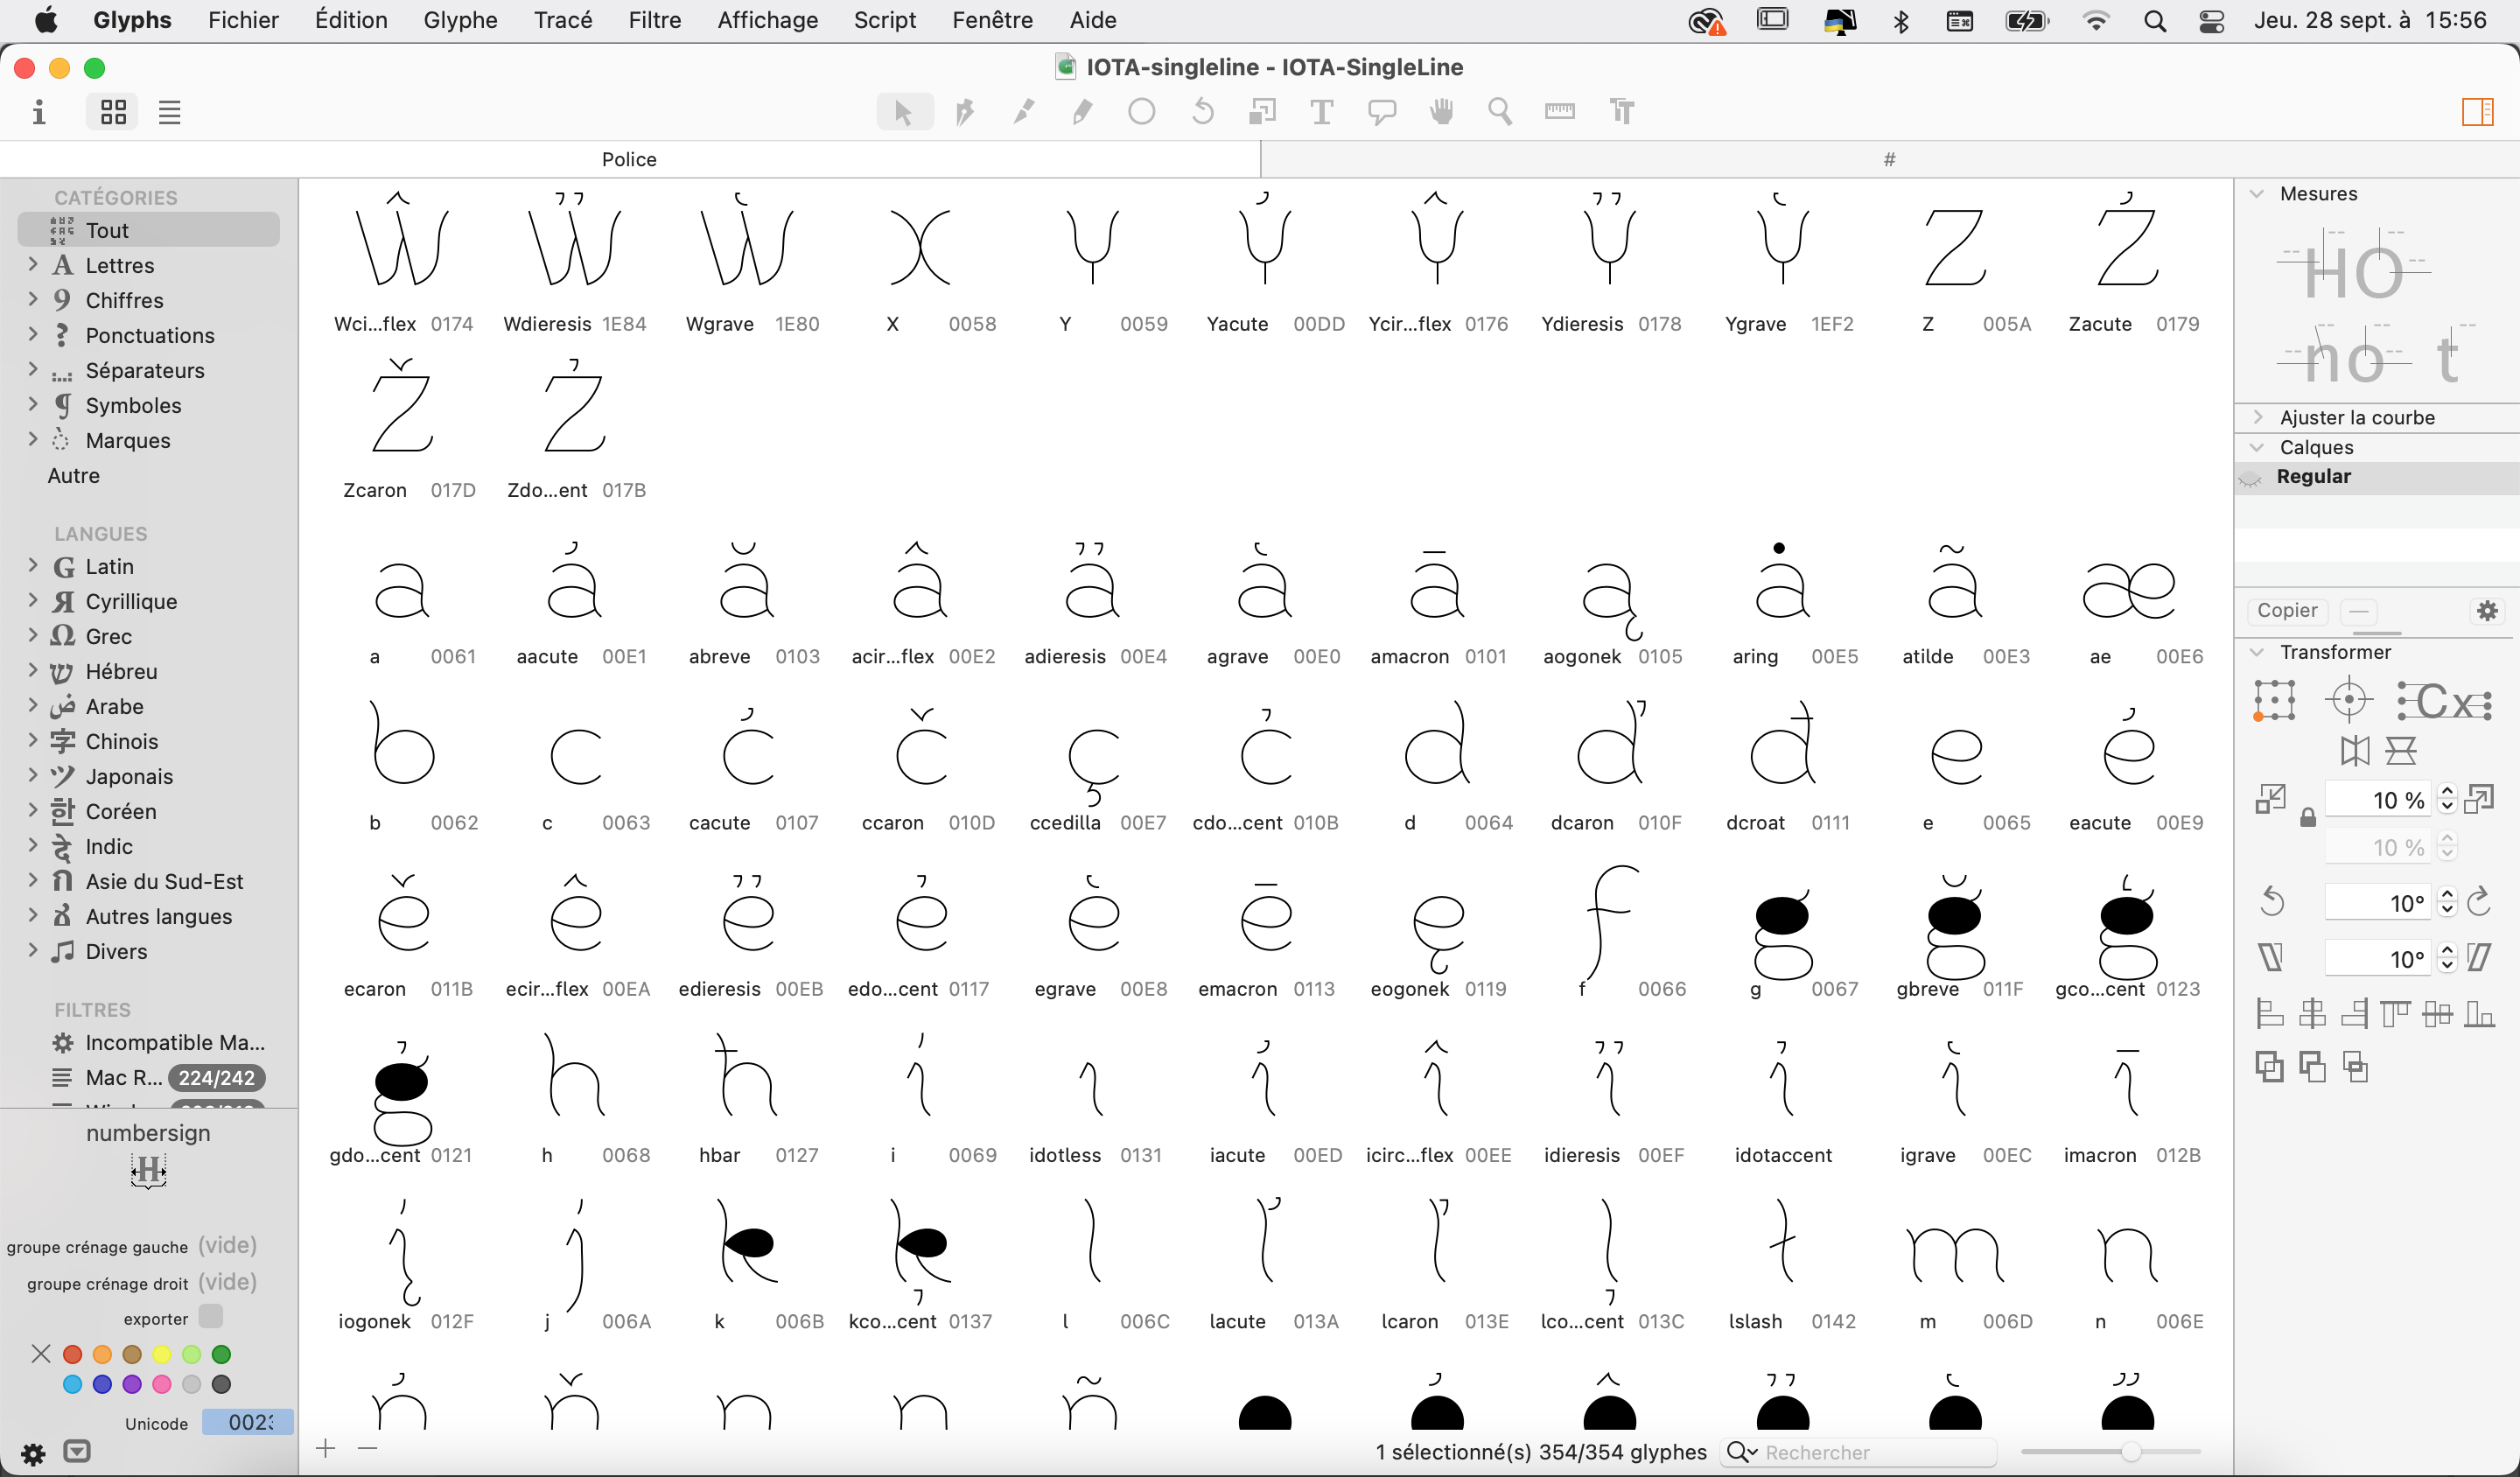 Glyphs Fichier Édition Glyphe Tracé Filtre Affichage Script Fenêtre Aide Jeu. 28 sept. à 15:56
IOTA-singleline - IOTA-SingleLine
Police #
CATÉGORIES
Tout
Lettres
Chiffres
Ponctuations
Séparateurs
Symboles
Marques
Autre
LANGUES
Latin
Cyrillique
Grec
Hébreu
Arabe
Chinois
Japonais
Coréen
Indic
Asie du Sud-Est
Autres langues
Divers
FILTRES
Incompatible Ma...
Mac R... 224/242
numbersign
groupe crénage gauche (vide)
groupe crénage droit (vide)
exporter
Unicode 0023
Wci...flex 0174 Wdieresis 1E84 Wgrave 1E80 X 0058 Y 0059 Yacute 00DD Ycir...flex 0176 Ydieresis 0178 Ygrave 1EF2 Z 005A Zacute 0179
Zcaron 017D Zdo...ent 017B
a 0061 aacute 00E1 abreve 0103 acir...flex 00E2 adieresis 00E4 agrave 00E0 amacron 0101 aogonek 0105 aring 00E5 atilde 00E3 ae 00E6
b 0062 c 0063 cacute 0107 ccaron 010D ccedilla 00E7 cdo...cent 010B d 0064 dcaron 010F dcroat 0111 e 0065 eacute 00E9
ecaron 011B ecir...flex 00EA edieresis 00EB edo...cent 0117 egrave 00E8 emacron 0113 eogonek 0119 f 0066 g 0067 gbreve 011F gco...cent 0123
gdo...cent 0121 h 0068 hbar 0127 i 0069 idotless 0131 iacute 00ED icirc...flex 00EE idieresis 00EF idotaccent igrave 00EC imacron 012B
iogonek 012F j 006A k 006B kco...cent 0137 l 006C lacute 013A lcaron 013E lco...cent 013C lslash 0142 m 006D n 006E
1 sélectionné(s) 354/354 glyphes Rechercher
Mesures
HO
no t
Ajuster la courbe
Calques
Regular
Copier
Transformer
10 %
10 %
10°
10°